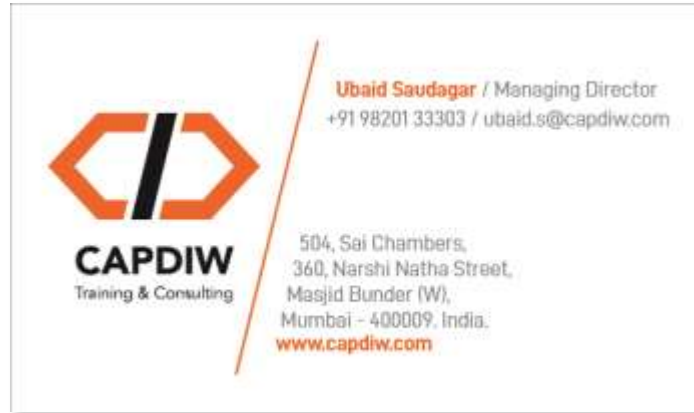 Ubaid Saudagar / Managing Director
+91 98201 33303 / ubaid.s@capdiw.com
CAPDIW
Training & Consulting
504, Sai Chambers,
360, Narshi Natha Street,
Masjid Bunder (W),
Mumbai - 400009. India.
www.capdiw.com